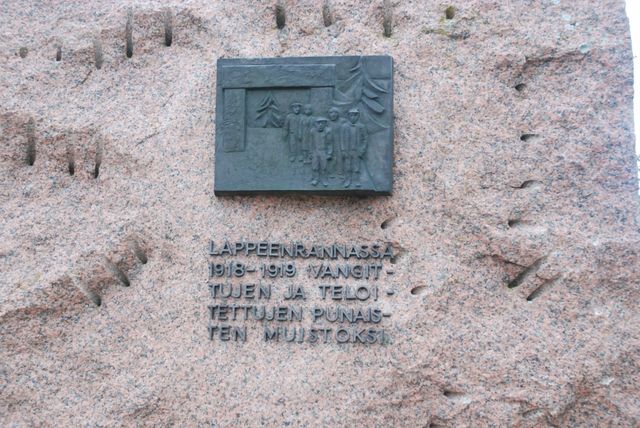 LAPPEENRANNASSA
1918-1919 VANGIT-
TUJEN JA TELOI-
TETTUJEN PUNAIS-
TEN MUISTOKSI.